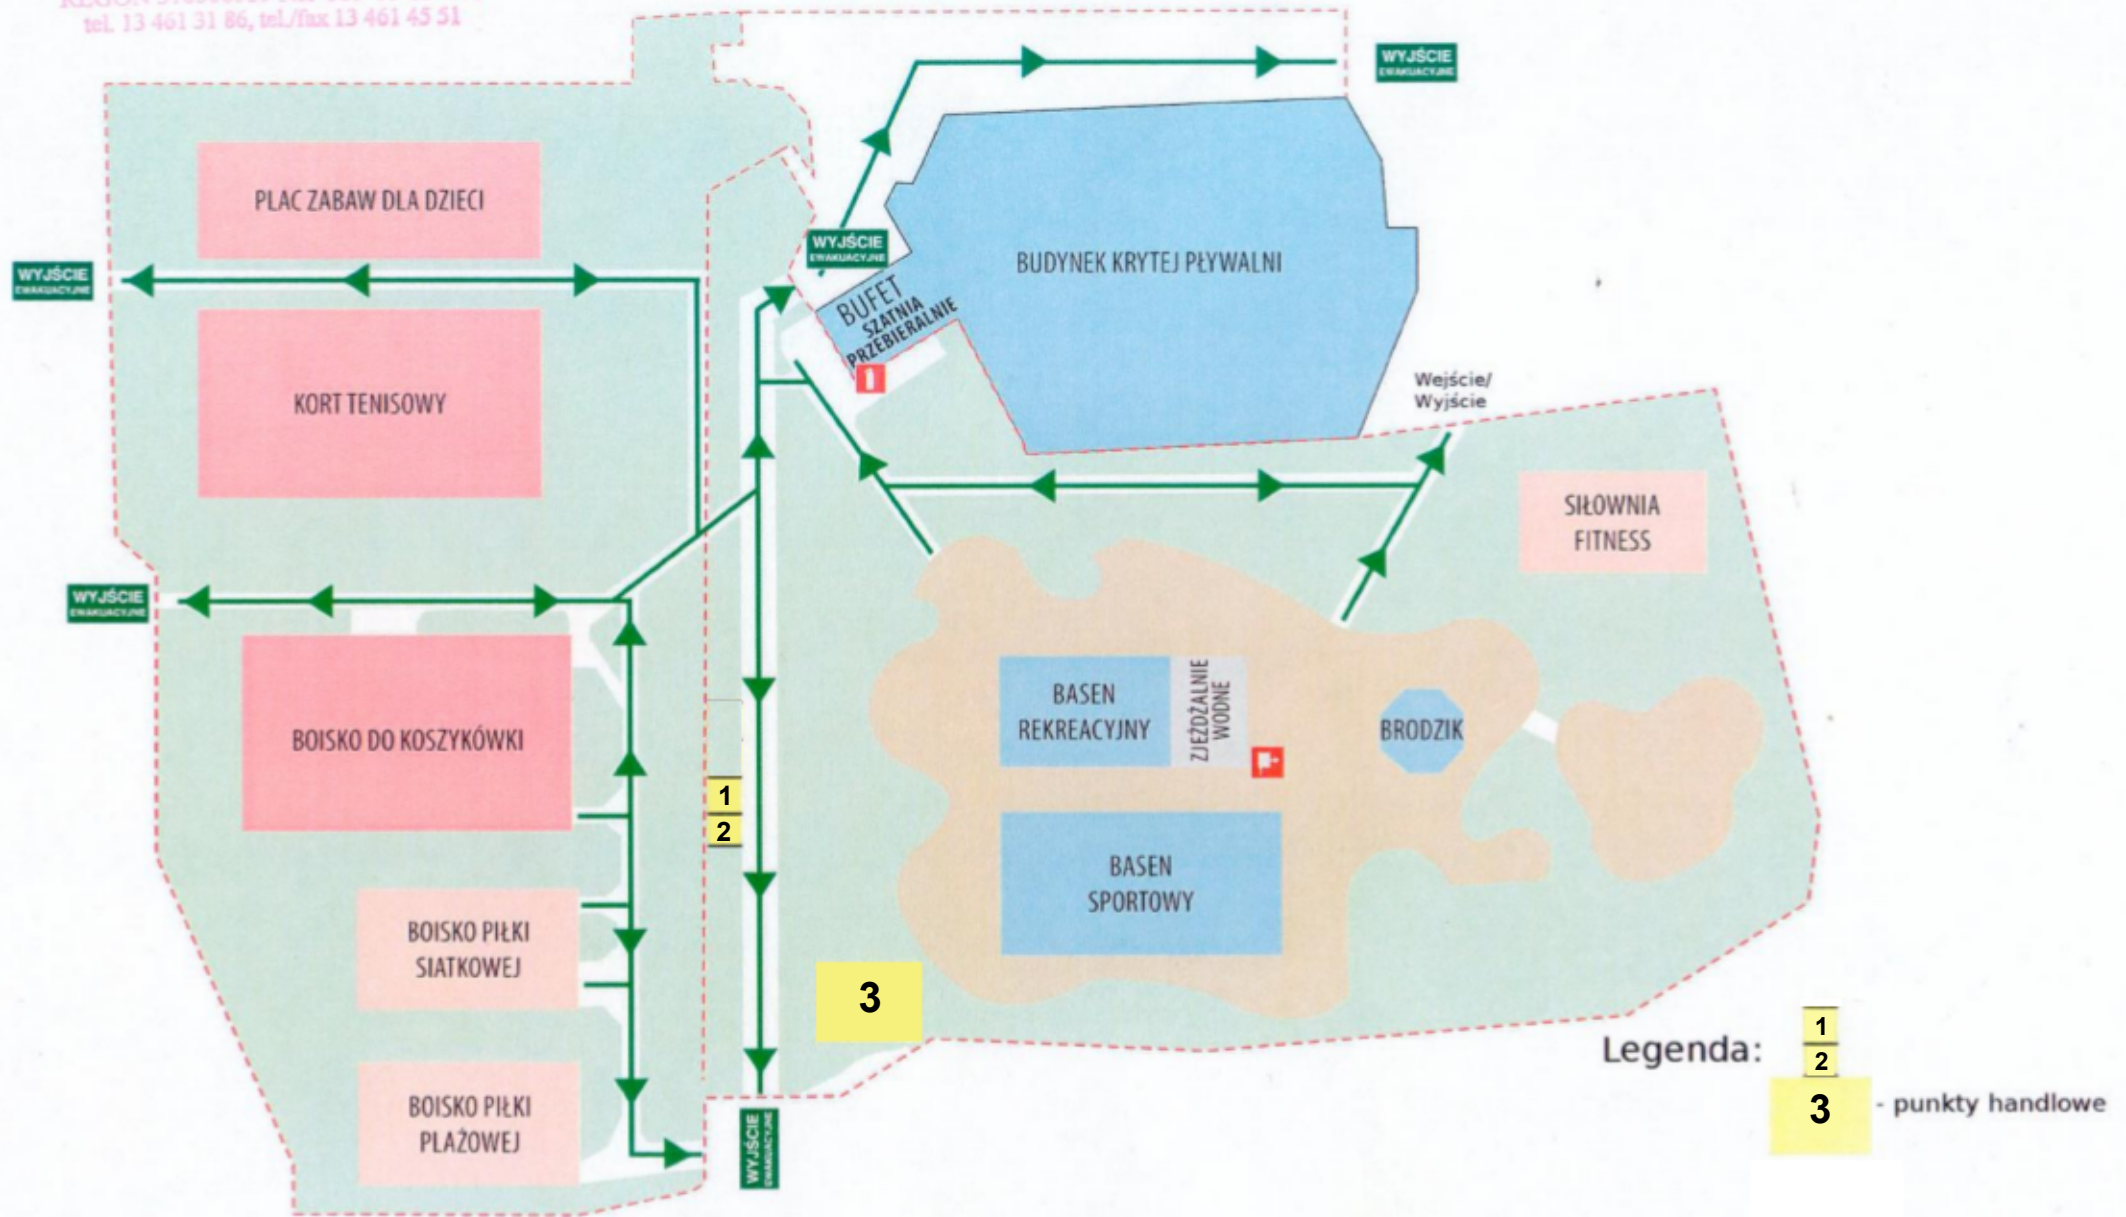 tel. 13 461 31 86, tel./fax 13 461 45 51
WYJŚCIE
EWAKUACYJNE
PLAC ZABAW DLA DZIECI
WYJŚCIE
EWAKUACYJNE
BUDYNEK KRYTEJ PŁYWALNI
WYJŚCIE
EWAKUACYJNE
BUFET
SZATNIA
PRZEBIERALNIE
KORT TENISOWY
Wejście/
Wyjście
SIŁOWNIA
FITNESS
WYJŚCIE
EWAKUACYJNE
BOISKO DO KOSZYKÓWKI
BASEN
REKREACYJNY
ZJEŻDŻALNIE
WODNE
BRODZIK
1
2
BASEN
SPORTOWY
BOISKO PIŁKI
SIATKOWEJ
3
BOISKO PIŁKI
PLAŻOWEJ
WYJŚCIE
EWAKUACYJNE
Legenda:
1
2
3
- punkty handlowe